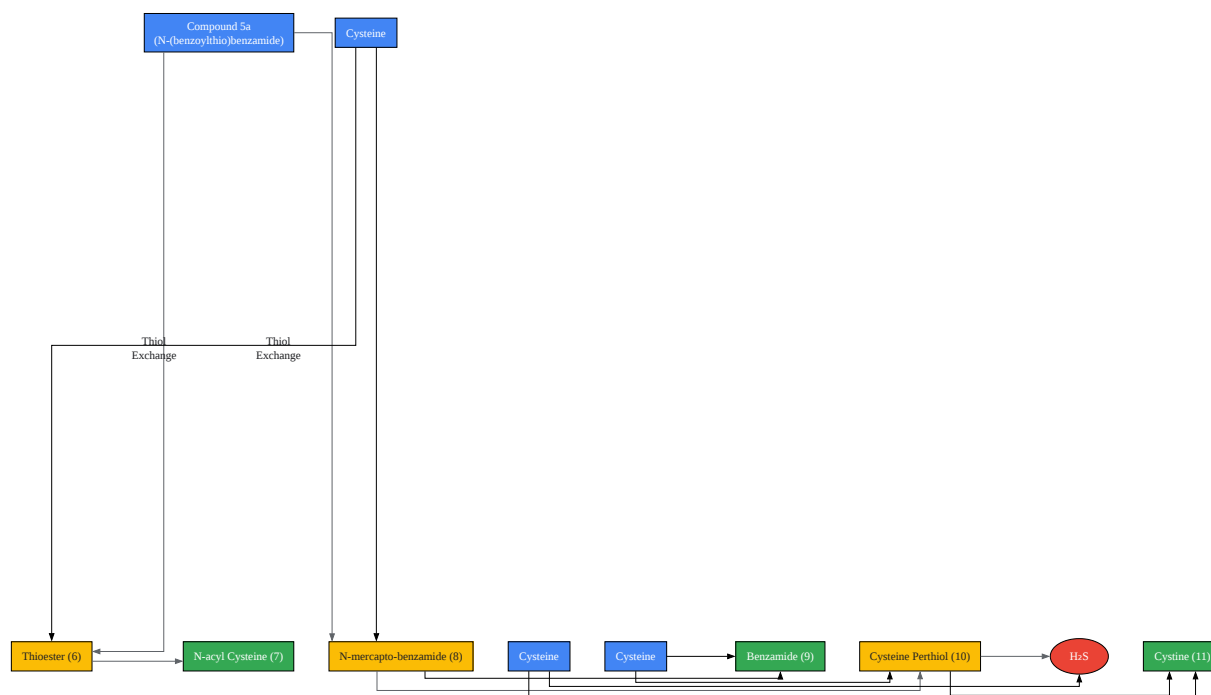 Compound 5a
(N-(benzoylthio)benzamide)
Cysteine
Thiol
Exchange
Thiol
Exchange
Thioester (6)
N-acyl Cysteine (7)
N-mercapto-benzamide (8)
Cysteine
Cysteine
Benzamide (9)
Cysteine Perthiol (10)
H₂S
Cystine (11)